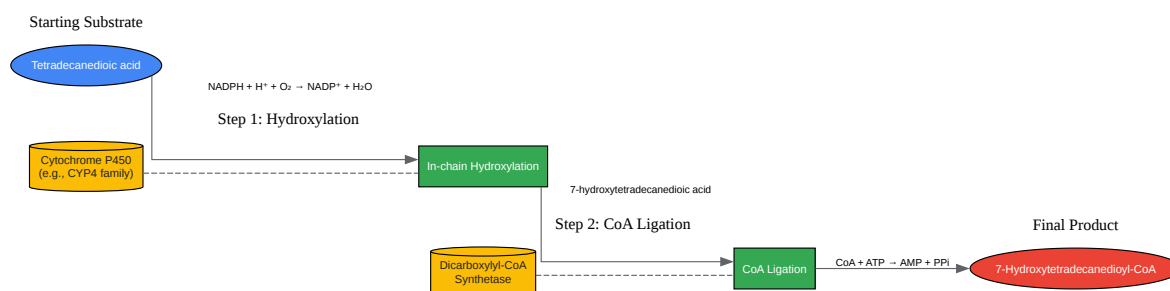 Starting Substrate
Tetradecanedioic acid
NADPH + H⁺ + O₂ → NADP⁺ + H₂O
Step 1: Hydroxylation
Cytochrome P450
(e.g., CYP4 family)
In-chain Hydroxylation
7-hydroxytetradecanedioic acid
Step 2: CoA Ligation
Final Product
Dicarboxylyl-CoA
Synthetase
CoA Ligation
CoA + ATP → AMP + PPi
7-Hydroxytetradecanedioyl-CoA